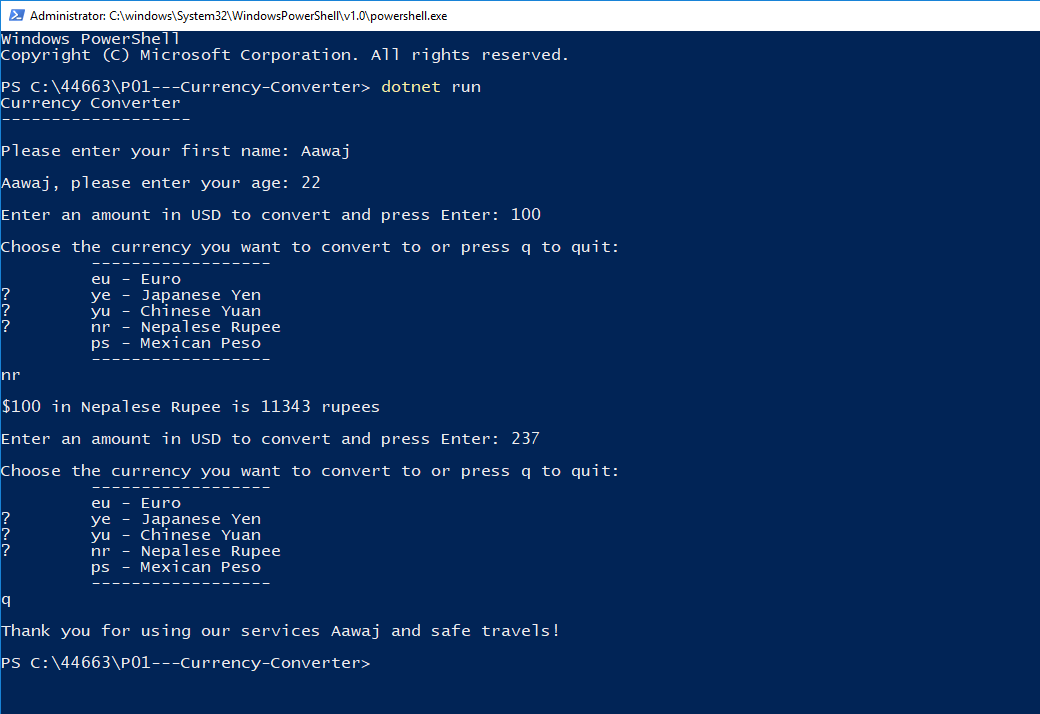 Administrator: C:\windows\System32\WindowsPowerShell\v1.0\powershell.exe
Windows PowerShell
Copyright (C) Microsoft Corporation. All rights reserved.
PS C:\44663\P01---Currency-Converter> dotnet run
Currency Converter
-------------------
Please enter your first name: Aawaj
Aawaj, please enter your age: 22
Enter an amount in USD to convert and press Enter: 100
Choose the currency you want to convert to or press q to quit:
------------------
eu - Euro
? ye - Japanese Yen
? yu - Chinese Yuan
? nr - Nepalese Rupee
ps - Mexican Peso
------------------
nr
$100 in Nepalese Rupee is 11343 rupees
Enter an amount in USD to convert and press Enter: 237
Choose the currency you want to convert to or press q to quit:
------------------
eu - Euro
? ye - Japanese Yen
? yu - Chinese Yuan
? nr - Nepalese Rupee
ps - Mexican Peso
------------------
q
Thank you for using our services Aawaj and safe travels!
PS C:\44663\P01---Currency-Converter>